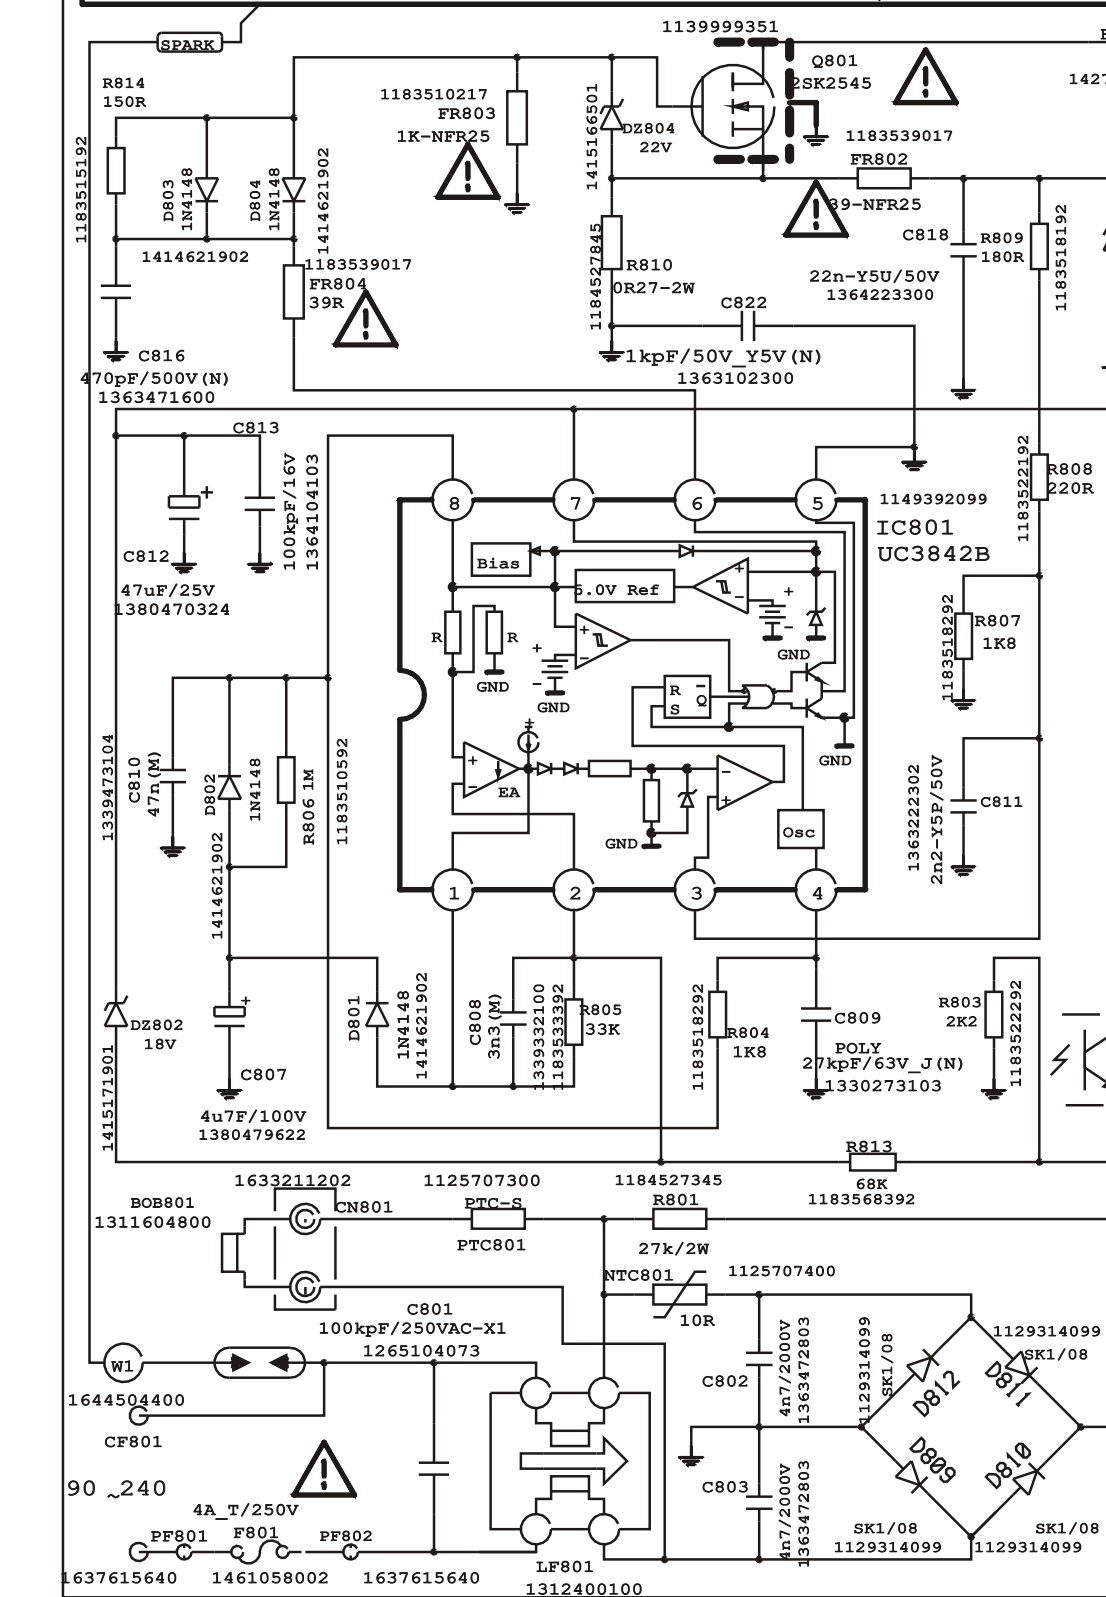 1139999351
SPARK
Q801
2SK2545
1427
R814
150R
1183510217
FR803
1K-NFR25
1415166501
DZ804
22V
1183539017
FR802
39-NFR25
1183515192
D803
1N4148
D804
1N4148
1414621902
1414621902
1183539017
FR804
39R
1184527845
R810
0R27-2W
C818
22n-Y5U/50V
1364223300
R809
180R
1183518192
C822
1kpF/50V_Y5V(N)
1363102300
C816
470pF/500V(N)
1363471600
C813
100kpF/16V
1364104103
+
C812
47uF/25V
1380470324
8
7
6
5
1149392099
IC801
UC3842B
1183522192
R808
220R
Bias
5.0V Ref
+
-
+
-
R
R
GND
+
-
+
-
GND
GND
R
S
Q
GND
+
+
-
EA
-
+
GND
Osc
1
2
3
4
1183518292
R807
1K8
1363222302
2n2-Y5P/50V
C811
1339473104
C810
47n(M)
D802
1N4148
R806 1M
1183510592
1414621902
DZ802
18V
1415171901
+
C807
4u7F/100V
1380479622
D801
1N4148
1414621902
C808
3n3(M)
1339332100
1183533392
R805
33K
1183518292
R804
1K8
C809
POLY
27kpF/63V_J(N)
1330273103
R803
2K2
1183522292
R813
68K
1183568392
1633211202
CN801
BOB801
1311604800
1125707300
PTC-S
PTC801
1184527345
R801
27k/2W
NTC801
10R
1125707400
C801
100kpF/250VAC-X1
1265104073
W1
1644504400
CF801
90 ~240
4A_T/250V
PF801
F801
PF802
1637615640
1461058002
1637615640
LF801
1312400100
C802
4n7/2000V
1363472803
C803
4n7/2000V
1363472803
1129314099
SK1/08
D812
1129314099
SK1/08
D811
D809
SK1/08
1129314099
D810
SK1/08
1129314099